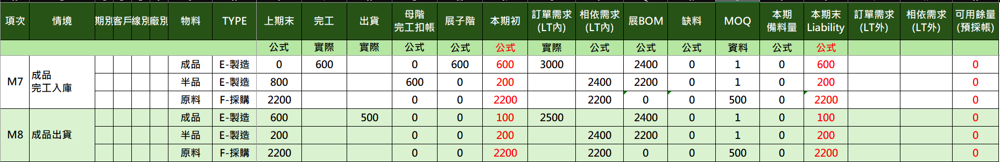 項次 情境 期別 客戶 線別 廠別 物料 TYPE 上期末 完工 出貨 母階完工扣帳 展子階 本期初 訂單需求(LT內) 相依需求(LT內) 展BOM 缺料 MOQ 本期備料量 本期末Liability 訂單需求(LT外) 相依需求(LT外) 可用餘量(預採帳)
公式 實際 實際 公式 公式 公式 實際 公式 公式 公式 資料 公式 公式
M7 成品完工入庫 成品 E-製造 0 600 0 600 600 3000 2400 0 1 0 600 0
半品 E-製造 800 600 0 200 2400 2200 0 1 0 200 0
原料 F-採購 2200 0 0 2200 2200 0 0 500 0 2200 0
M8 成品出貨 成品 E-製造 600 500 0 0 100 2500 2400 0 1 0 100 0
半品 E-製造 200 0 0 200 2400 2200 0 1 0 200 0
原料 F-採購 2200 0 0 2200 2200 0 0 500 0 2200 0